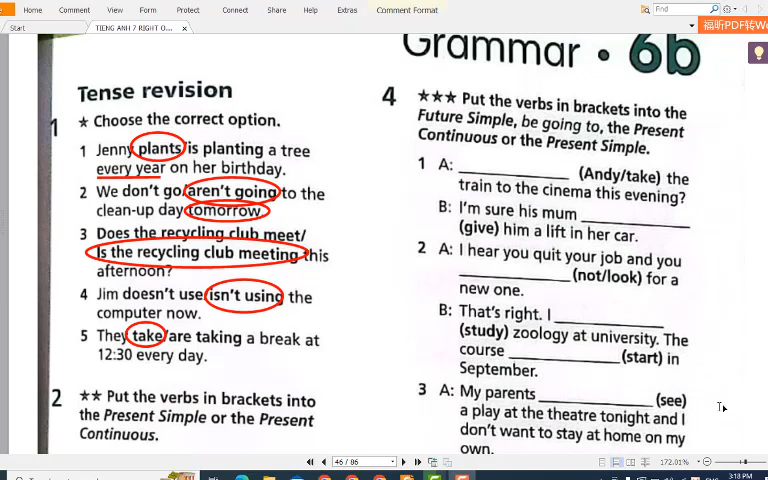 Home Comment View Form Protect Connect Share Help Extras Comment Format Find
福昕PDF转Wo
Start TIENG ANH 7 RIGHT O...
Grammar • 6b
Tense revision
1 ★ Choose the correct option.
1 Jenny plants/is planting a tree
every year on her birthday.
2 We don't go/aren't going to the
clean-up day tomorrow.
3 Does the recycling club meet/
Is the recycling club meeting this
afternoon?
4 Jim doesn't use/isn't using the
computer now.
5 They take/are taking a break at
12:30 every day.
2 ★★ Put the verbs in brackets into
the Present Simple or the Present
Continuous.
4 ★★★ Put the verbs in brackets into the
Future Simple, be going to, the Present
Continuous or the Present Simple.
1 A: ____________ (Andy/take) the
train to the cinema this evening?
B: I'm sure his mum ____________
(give) him a lift in her car.
2 A: I hear you quit your job and you
____________ (not/look) for a
new one.
B: That's right. I ____________
(study) zoology at university. The
course ____________ (start) in
September.
3 A: My parents ____________ (see)
a play at the theatre tonight and I
don't want to stay at home on my
own.
46 / 86
172.01%
ENG 3:18 PM